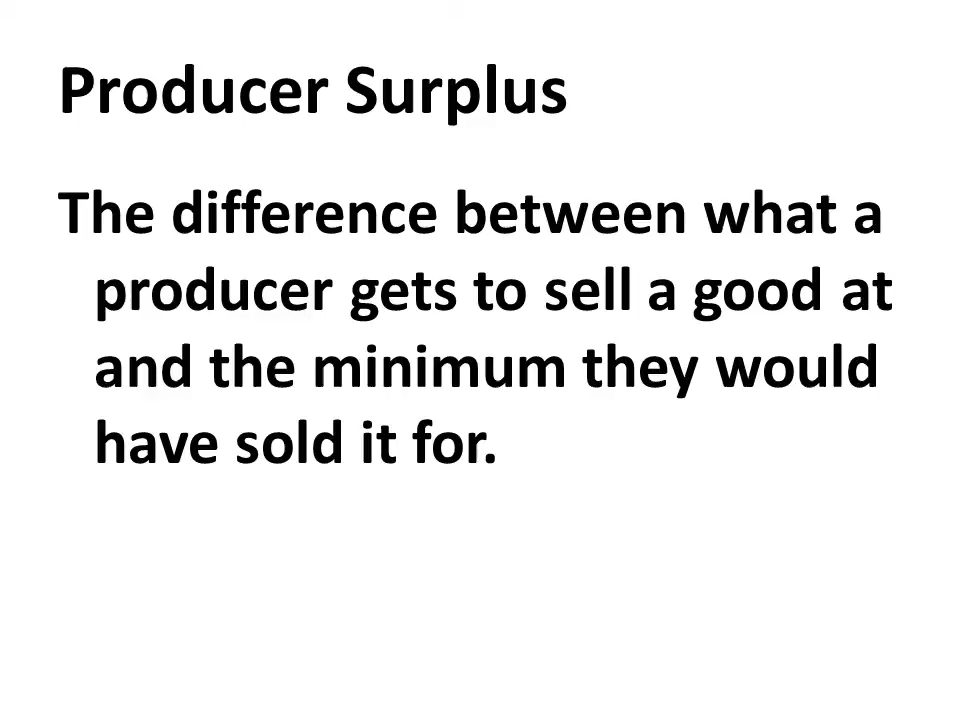 Producer Surplus
The difference between what a
producer gets to sell a good at
and the minimum they would
have sold it for.